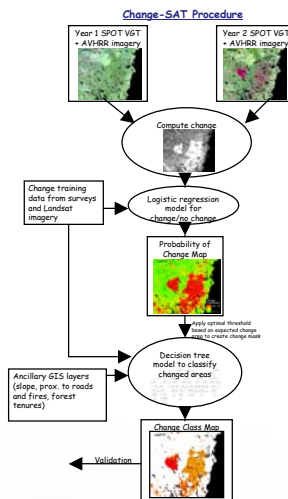 Change-SAT Procedure
Year 1 SPOT VGT
+ AVHRR imagery
Year 2 SPOT VGT
+ AVHRR imagery
Compute change
Change training
data from surveys
and Landsat
imagery
Logistic regression
model for
change/no change
Probability of
Change Map
Apply optimal threshold
based on an expected change
area to create change mask
Decision tree
model to classify
changed areas
Ancillary GIS layers
(slope, prox. to roads
and fires, forest
tenures)
Change Class Map
Validation